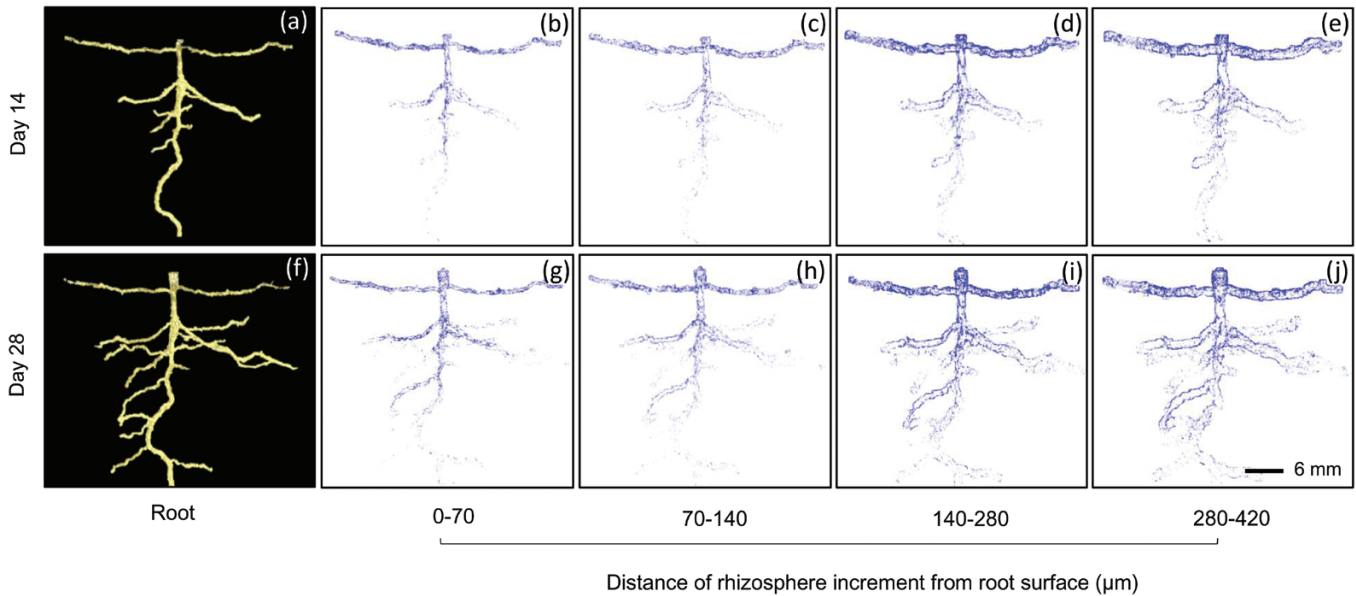 (a) (b) (c) (d) (e)
Day 14
(f) (g) (h) (i) (j)
Day 28
6 mm
Root 0-70 70-140 140-280 280-420
Distance of rhizosphere increment from root surface (µm)